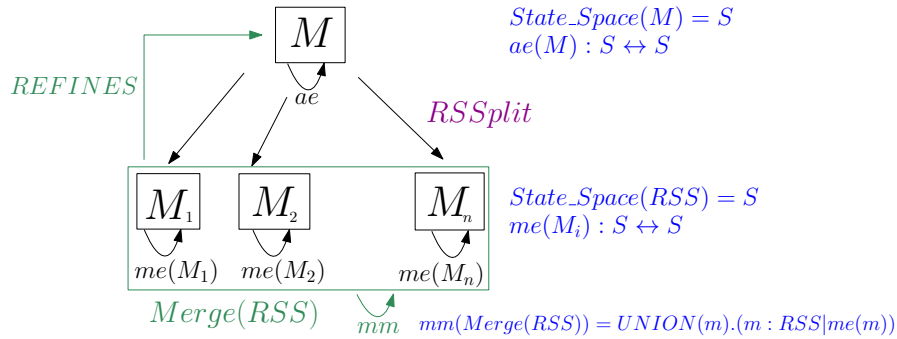 M
State_Space(M) = S
ae(M) : S ↔ S
REFINES
ae
RSSplit
M₁
M₂
Mₙ
State_Space(RSS) = S
me(Mᵢ) : S ↔ S
me(M₁)
me(M₂)
me(Mₙ)
Merge(RSS)
mm
mm(Merge(RSS)) = UNION(m).(m : RSS|me(m))